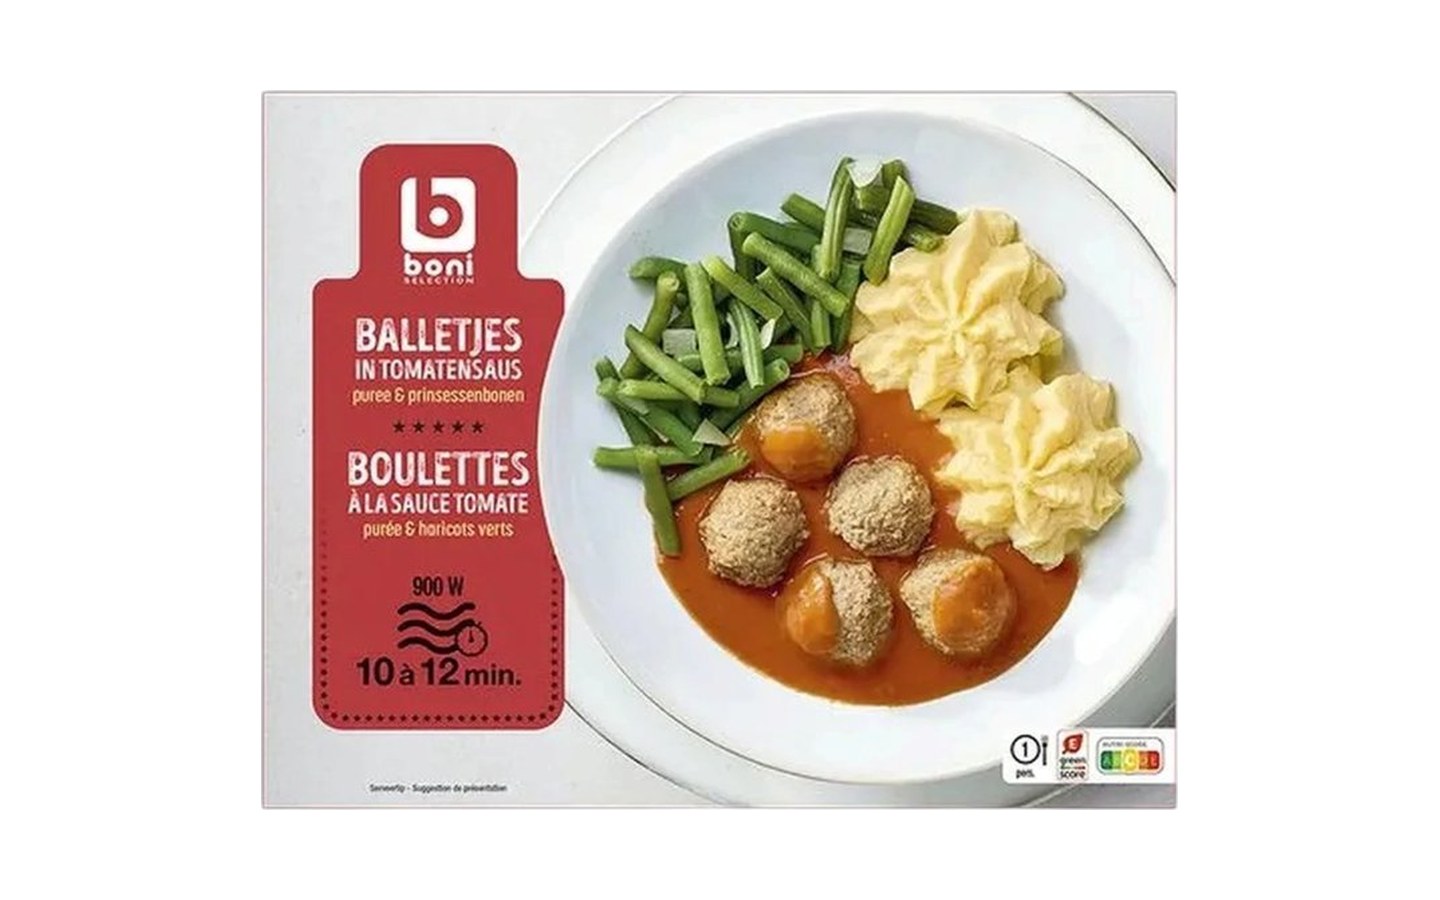 boni
SELECTION
BALLETJES
IN TOMATENSAUS
puree & prinsessenbonen
BOULETTES
À LA SAUCE TOMATE
purée & haricots verts
900 W
10 à 12 min.
Serveertip - Suggestion de présentation
1
pers.
E
green
score
NUTRI-SCORE
A B C D E